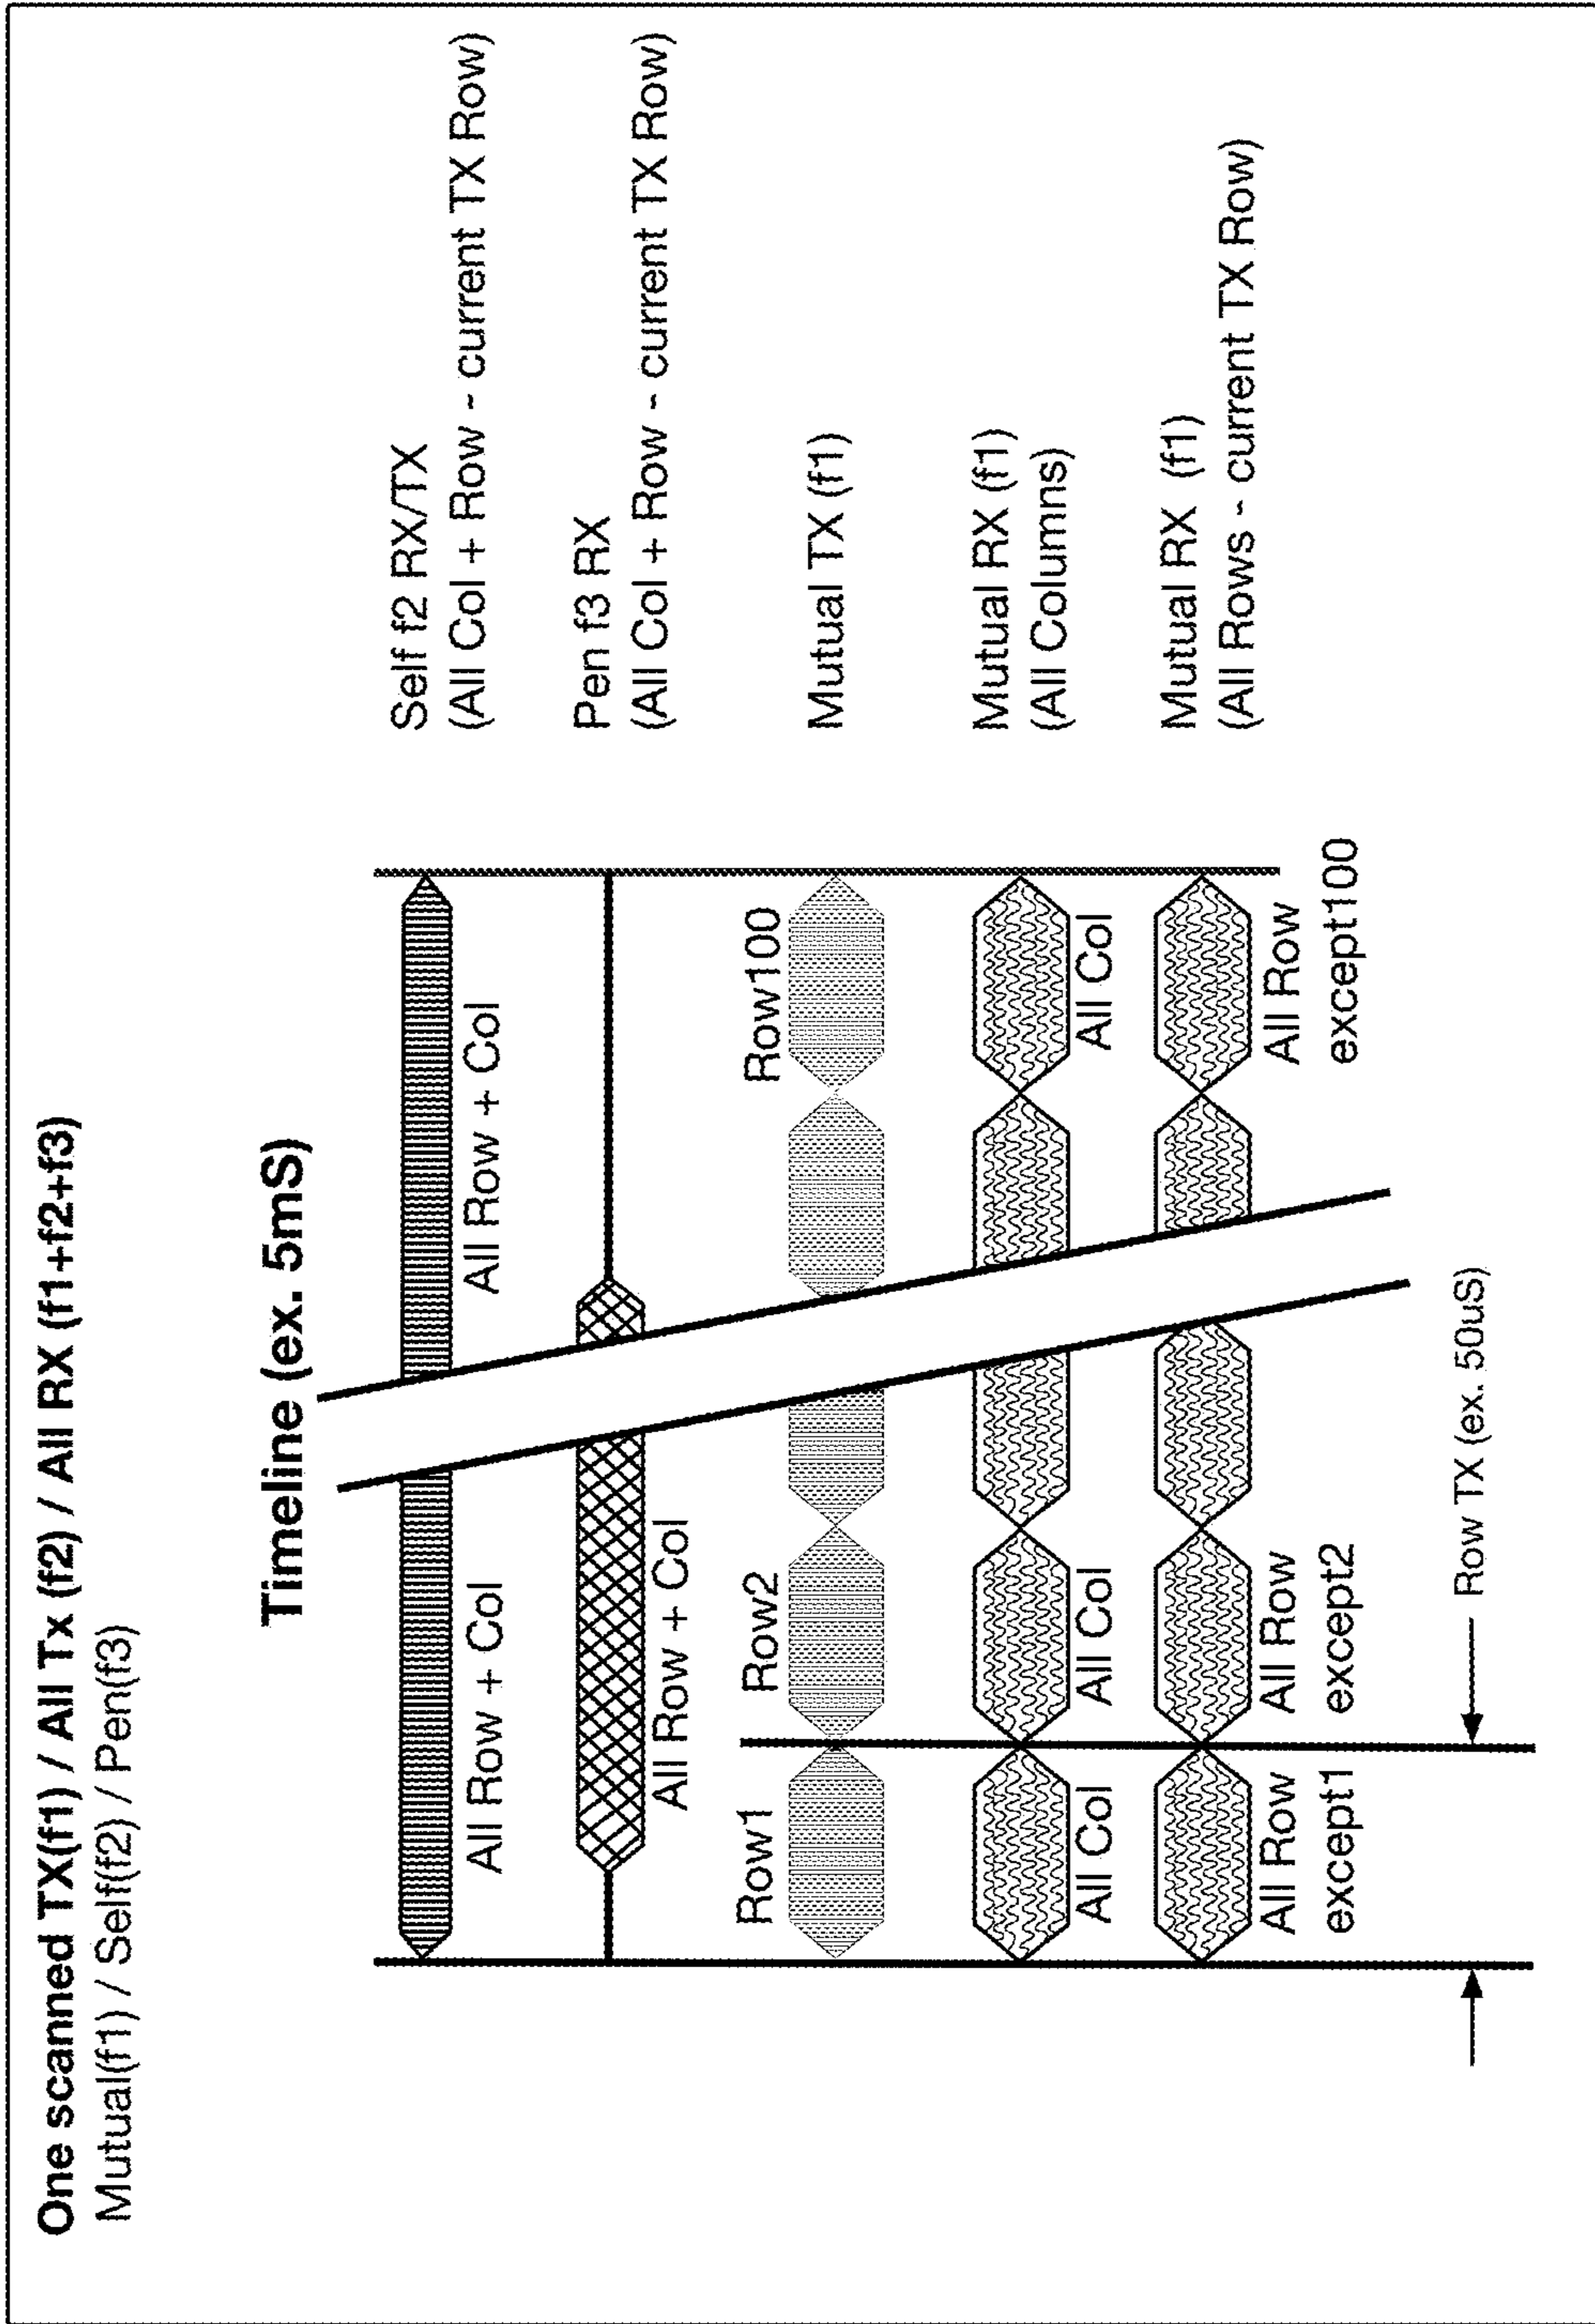 One scanned TX(f1) / All Tx (f2) / All RX (f1+f2+f3)
Mutual(f1) / Self(f2) / Pen(f3)
Timeline (ex. 5mS)
Self f2 RX/TX
(All Col + Row - current TX Row)
All Row + Col
All Row + Col
Pen f3 RX
(All Col + Row - current TX Row)
All Row + Col
Row1
Row2
Row100
Mutual TX (f1)
All Col
All Col
All Col
Mutual RX (f1)
(All Columns)
All Row
except1
All Row
except2
All Row
except100
Mutual RX (f1)
(All Rows - current TX Row)
Row TX (ex. 50uS)